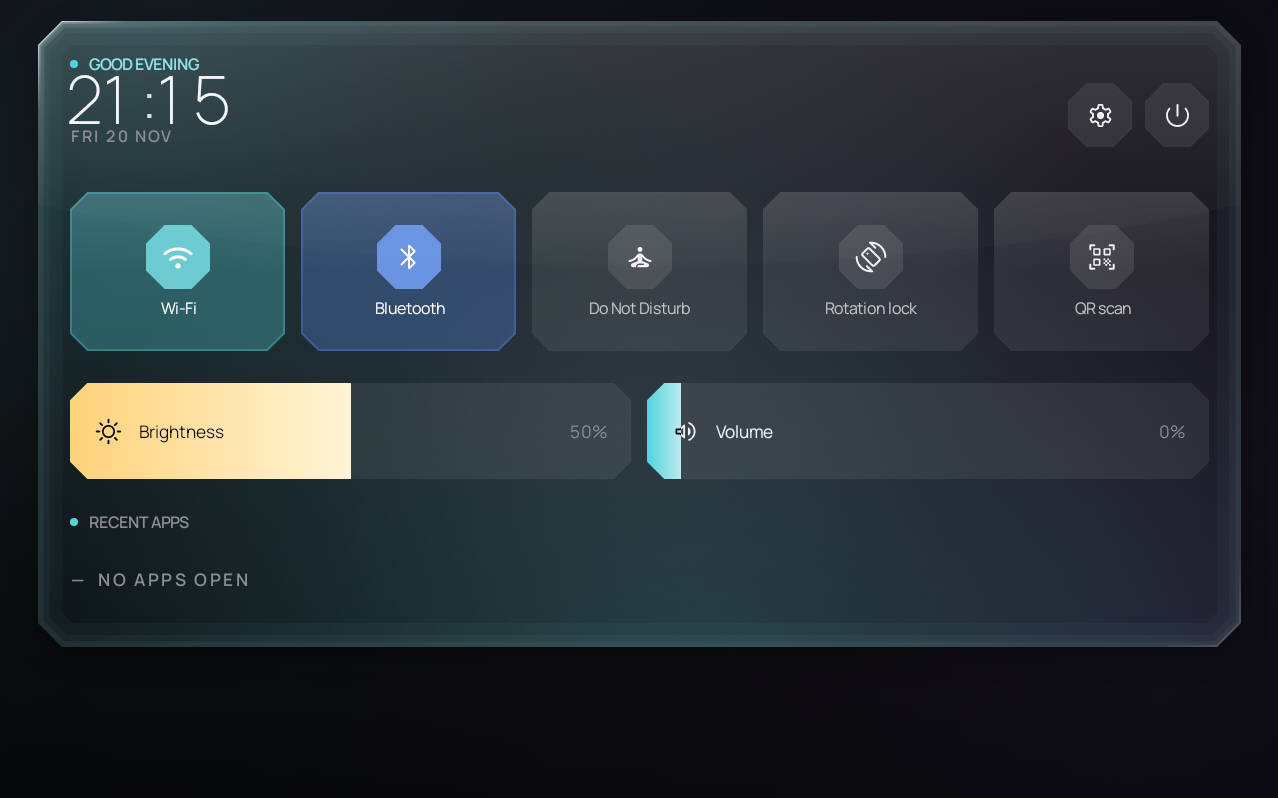 GOOD EVENING
21:15
FRI 20 NOV
Wi-Fi
Bluetooth
Do Not Disturb
Rotation lock
QR scan
Brightness
50%
Volume
0%
RECENT APPS
— NO APPS OPEN